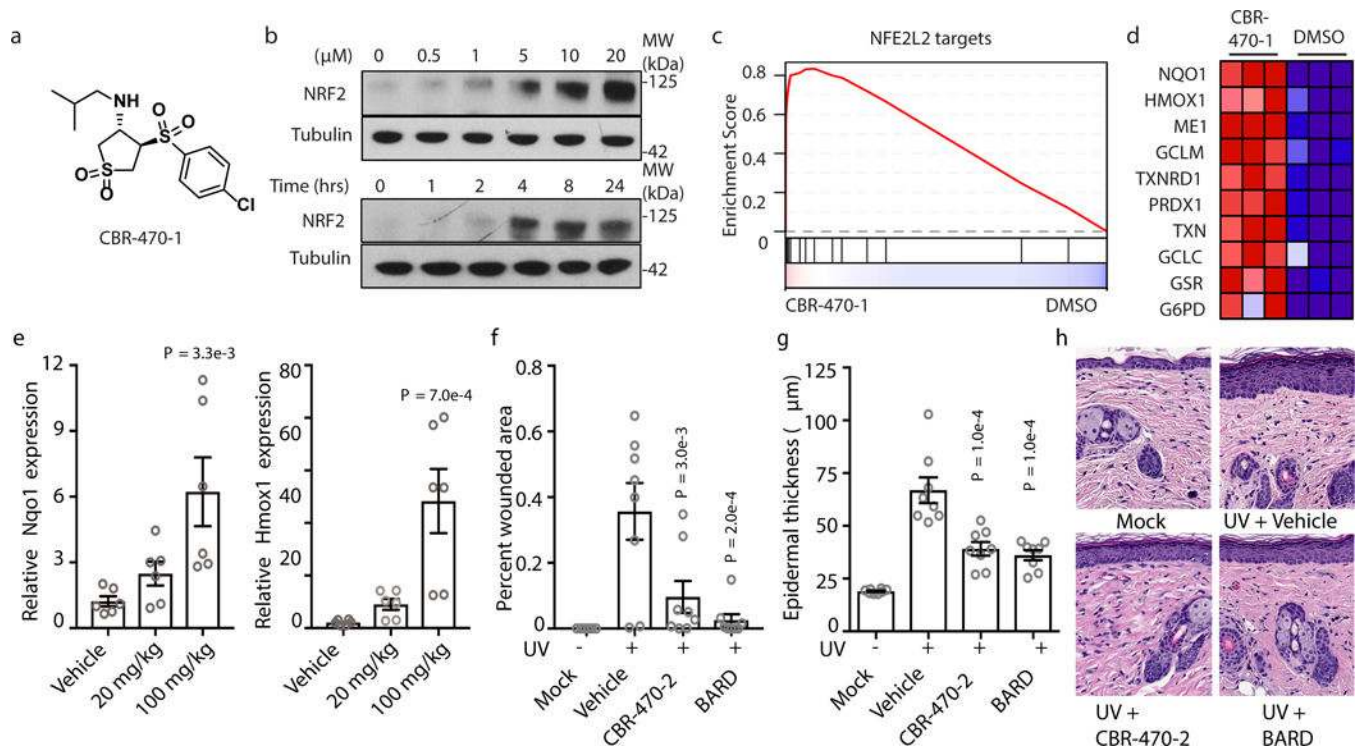 a
NH
O
O
S
S
O
O
Cl
CBR-470-1
b
(µM) 0 0.5 1 5 10 20 MW (kDa)
NRF2 -125
Tubulin -42
Time (hrs) 0 1 2 4 8 24 MW (kDa)
NRF2 -125
Tubulin -42
c
NFE2L2 targets
Enrichment Score
0.8
0.6
0.4
0.2
0
CBR-470-1 DMSO
d
CBR-
470-1 DMSO
NQO1
HMOX1
ME1
GCLM
TXNRD1
PRDX1
TXN
GCLC
GSR
G6PD
e
Relative Nqo1 expression
12
9
6
3
0
P = 3.3e-3
Vehicle
20 mg/kg
100 mg/kg
Relative Hmox1 expression
80
60
40
20
0
P = 7.0e-4
Vehicle
20 mg/kg
100 mg/kg
f
Percent wounded area
0.8
0.6
0.4
0.2
0
P = 3.0e-3
P = 2.0e-4
UV - + + +
Mock
Vehicle
CBR-470-2
BARD
g
Epidermal thickness ( µm)
125
100
75
50
25
0
P = 1.0e-4
P = 1.0e-4
UV - + + +
Mock
Vehicle
CBR-470-2
BARD
h
Mock
UV + Vehicle
UV +
CBR-470-2
UV +
BARD